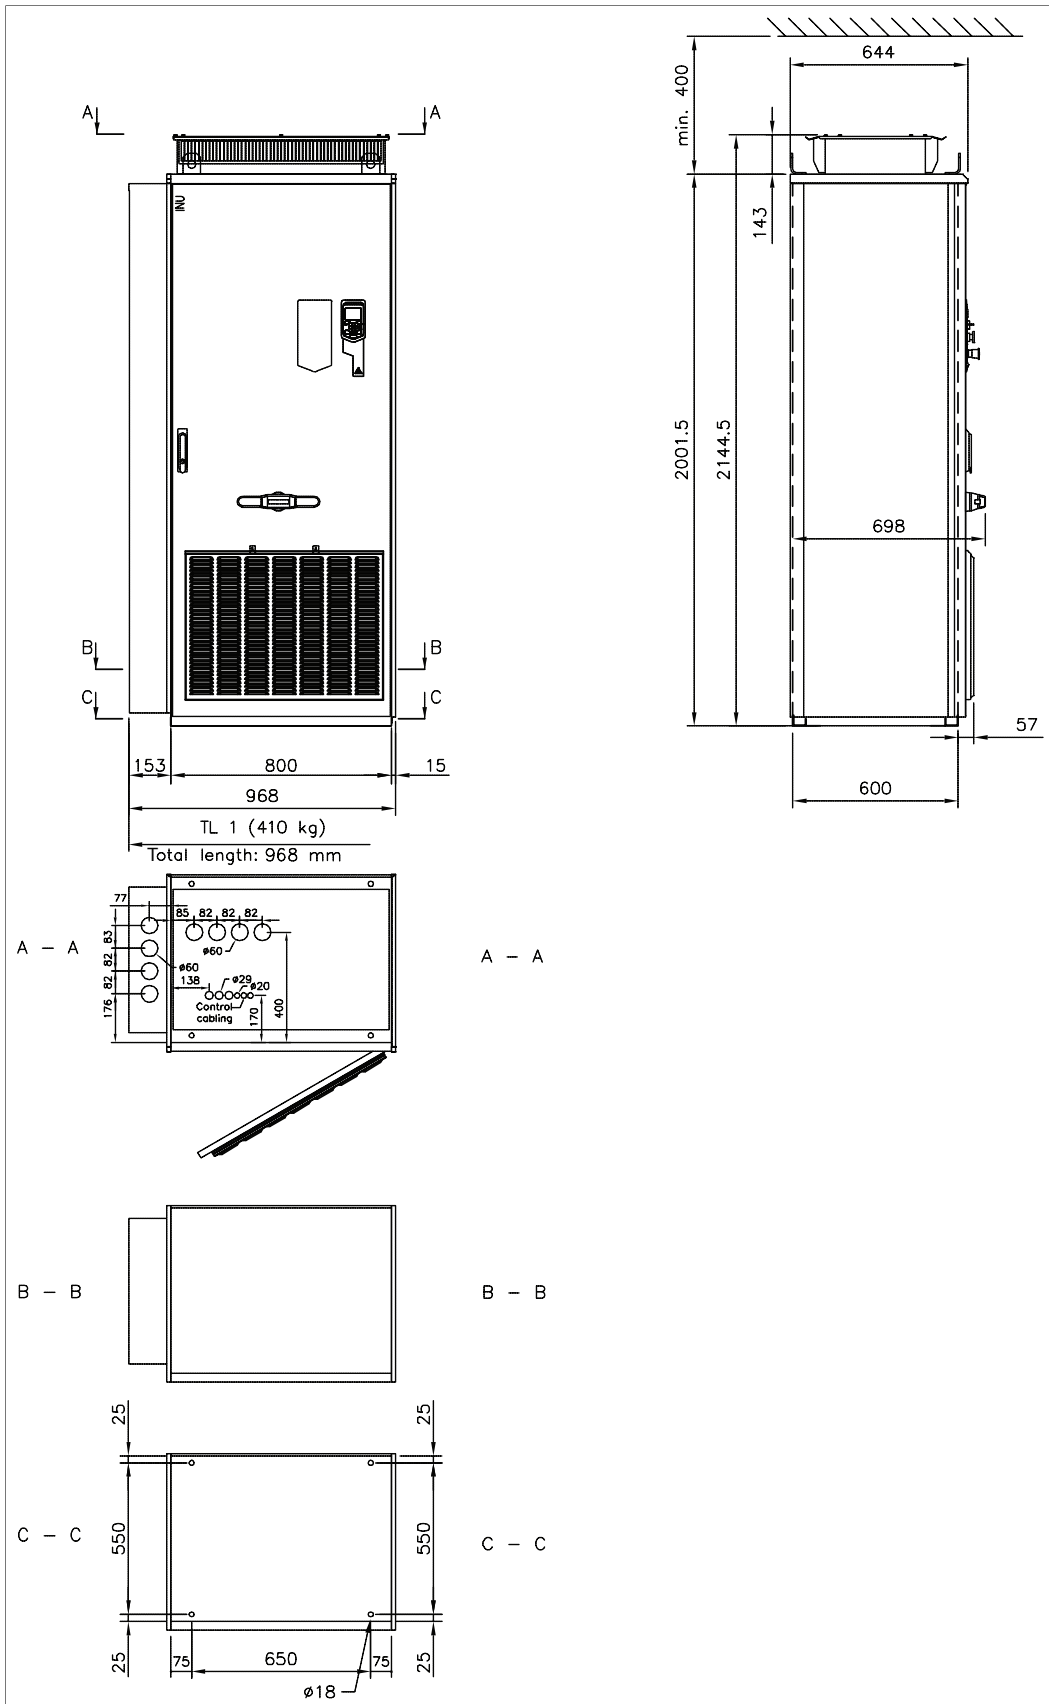 644
min. 400
A
A
143
INU
2001.5
2144.5
698
B
B
C
C
57
153
800
15
968
600
TL 1 (410 kg)
Total length: 968 mm
77
85
82
82
82
83
A – A
ø60
82
ø60
A – A
138
ø29
82
ø20
176
Control
cabling
170
400
B – B
B – B
25
25
550
550
C – C
C – C
25
75
650
75
25
ø18